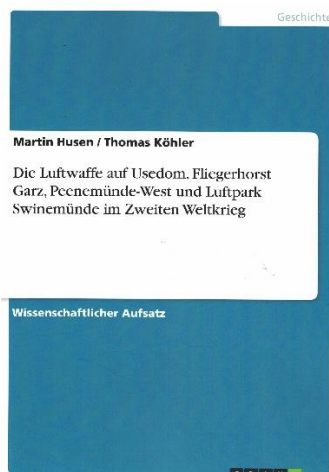 Geschichte
Martin Husen / Thomas Köhler
Die Luftwaffe auf Usedom. Fliegerhorst
Garz, Peenemünde-West und Luftpark
Swinemünde im Zweiten Weltkrieg
Wissenschaftlicher Aufsatz